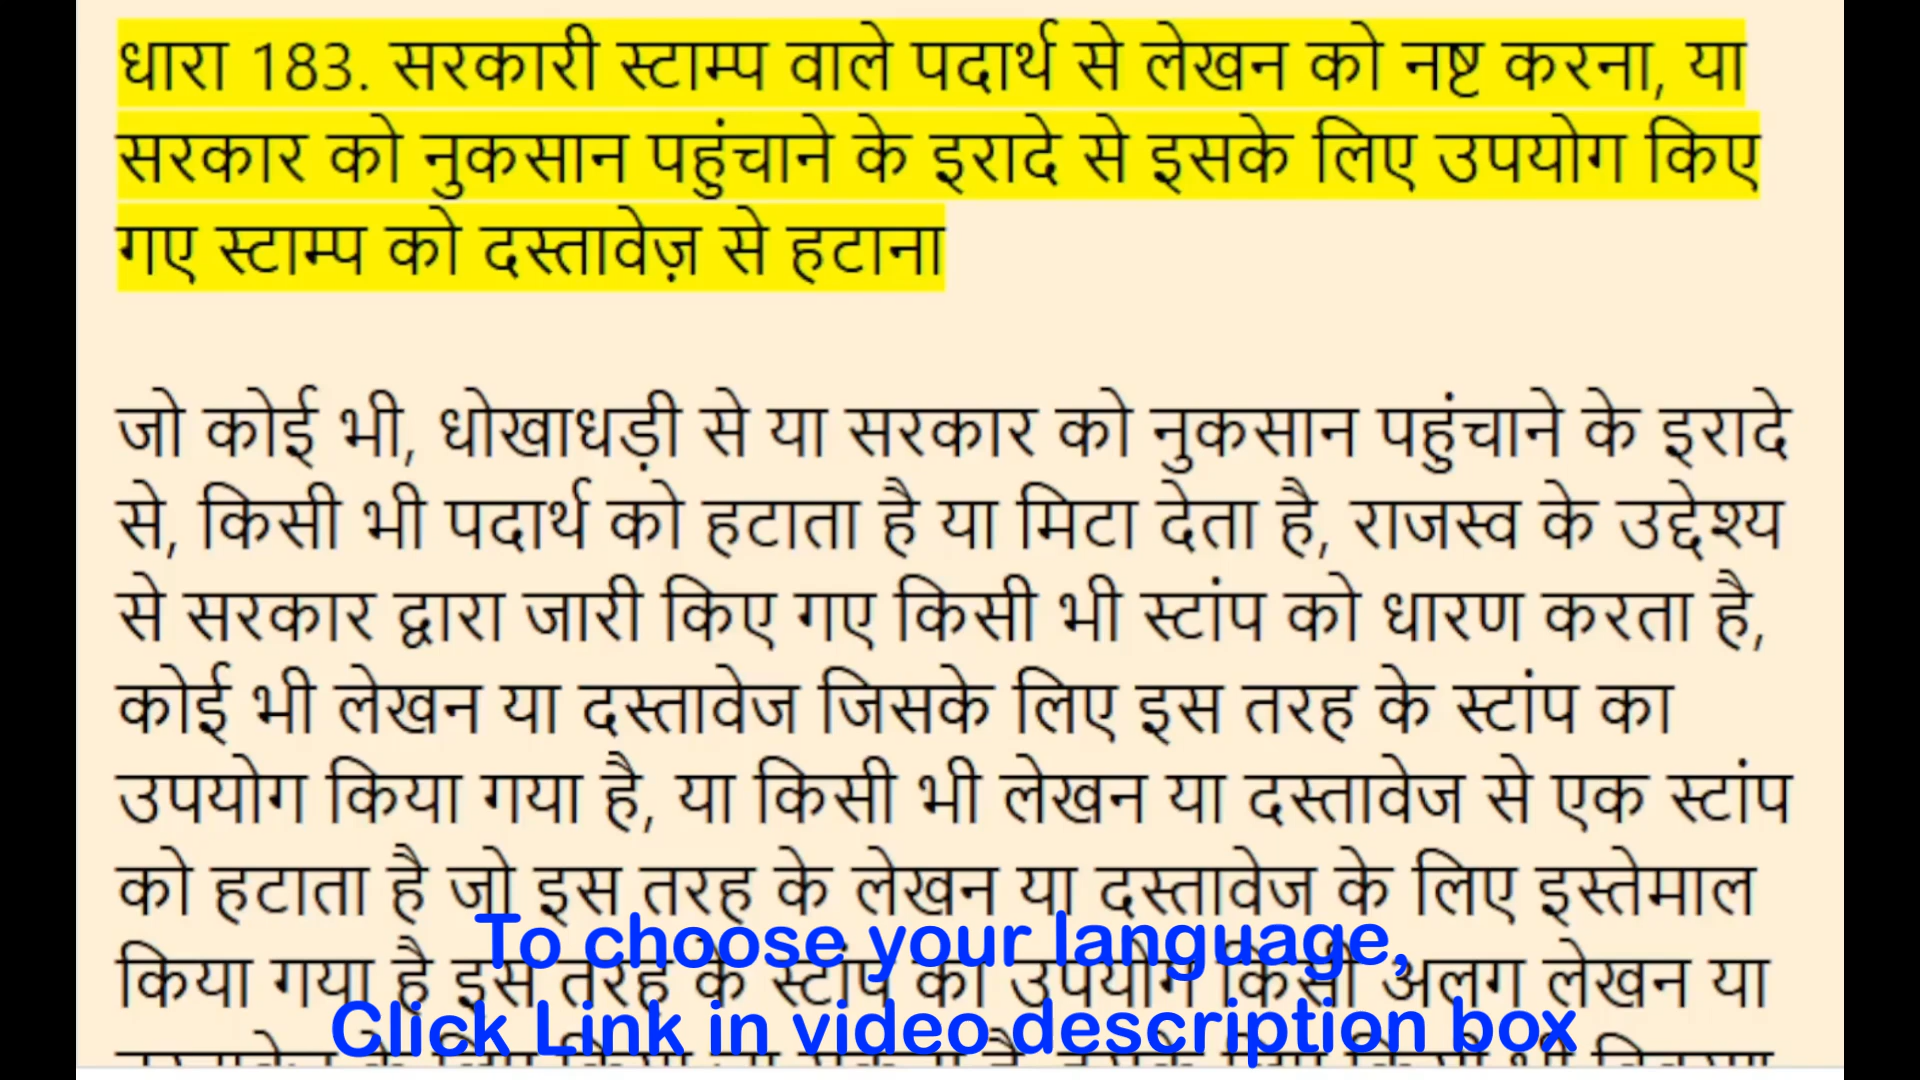 धारा 183. सरकारी स्टाम्प वाले पदार्थ से लेखन को नष्ट करना, या
सरकार को नुकसान पहुंचाने के इरादे से इसके लिए उपयोग किए
गए स्टाम्प को दस्तावेज़ से हटाना
जो कोई भी, धोखाधड़ी से या सरकार को नुकसान पहुंचाने के इरादे
से, किसी भी पदार्थ को हटाता है या मिटा देता है, राजस्व के उद्देश्य
से सरकार द्वारा जारी किए गए किसी भी स्टांप को धारण करता है,
कोई भी लेखन या दस्तावेज जिसके लिए इस तरह के स्टांप का
उपयोग किया गया है, या किसी भी लेखन या दस्तावेज से एक स्टांप
को हटाता है जो इस तरह के लेखन या दस्तावेज के लिए इस्तेमाल
किया गया है इस तरह के स्टांप का उपयोग किसी अलग लेखन या
To choose your language,
Click Link in video description box